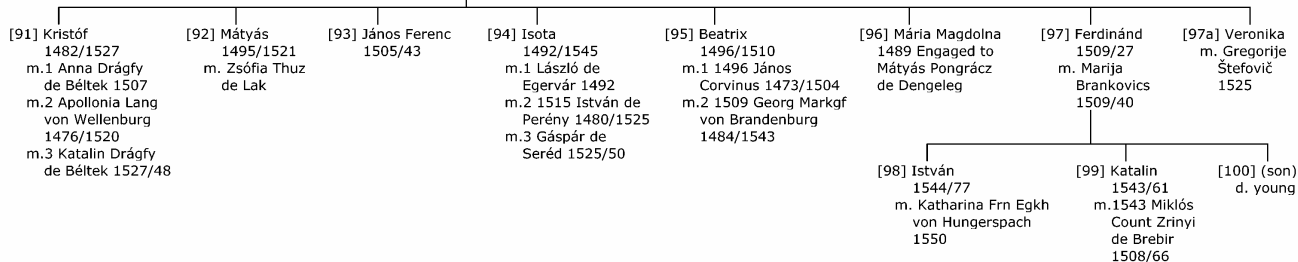 [91] Kristóf
1482/1527
m.1 Anna Drágfy
de Béltek 1507
m.2 Apollonia Lang
von Wellenburg
1476/1520
m.3 Katalin Drágfy
de Béltek 1527/48
[92] Mátyás
1495/1521
m. Zsófia Thuz
de Lak
[93] János Ferenc
1505/43
[94] Isota
1492/1545
m.1 László de
Egervár 1492
m.2 1515 István de
Perény 1480/1525
m.3 Gáspár de
Seréd 1525/50
[95] Beatrix
1496/1510
m.1 1496 János
Corvinus 1473/1504
m.2 1509 Georg Markgf
von Brandenburg
1484/1543
[96] Mária Magdolna
1489 Engaged to
Mátyás Pongrácz
de Dengeleg
[97] Ferdinánd
1509/27
m. Marija
Brankovics
1509/40
[97a] Veronika
m. Gregorije
Štefovič
1525
[98] István
1544/77
m. Katharina Frn Egkh
von Hungerspach
1550
[99] Katalin
1543/61
m.1543 Miklós
Count Zrinyi
de Brebir
1508/66
[100] (son)
d. young